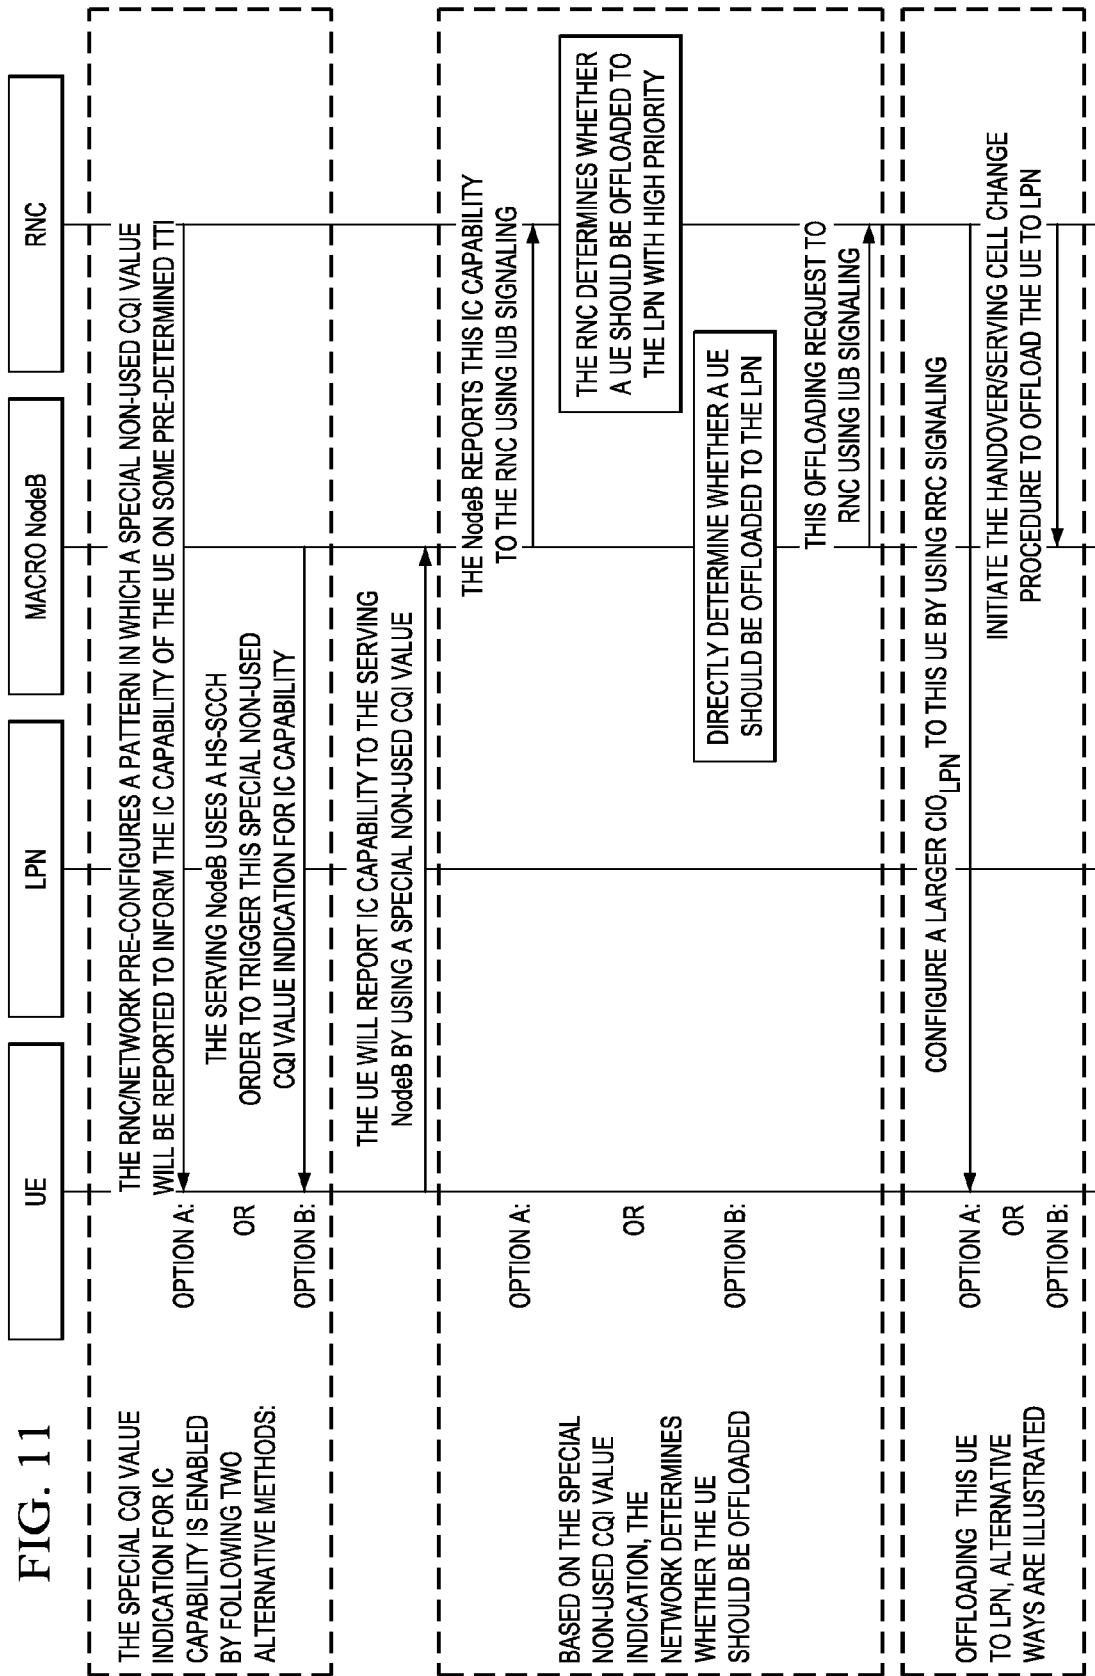 FIG. 11
UE
LPN
MACRO NodeB
RNC
THE SPECIAL CQI VALUE
INDICATION FOR IC
CAPABILITY IS ENABLED
BY FOLLOWING TWO
ALTERNATIVE METHODS:
OPTION A:
OR
OPTION B:
THE RNC/NETWORK PRE-CONFIGURES A PATTERN IN WHICH A SPECIAL NON-USED CQI VALUE
WILL BE REPORTED TO INFORM THE IC CAPABILITY OF THE UE ON SOME PRE-DETERMINED TTI
THE SERVING NodeB USES A HS-SCCH
ORDER TO TRIGGER THIS SPECIAL NON-USED
CQI VALUE INDICATION FOR IC CAPABILITY
THE UE WILL REPORT IC CAPABILITY TO THE SERVING
NodeB BY USING A SPECIAL NON-USED CQI VALUE
BASED ON THE SPECIAL
NON-USED CQI VALUE
INDICATION, THE
NETWORK DETERMINES
WHETHER THE UE
SHOULD BE OFFLOADED
OPTION A:
OR
OPTION B:
THE NodeB REPORTS THIS IC CAPABILITY
TO THE RNC USING IUB SIGNALING
THE RNC DETERMINES WHETHER
A UE SHOULD BE OFFLOADED TO
THE LPN WITH HIGH PRIORITY
DIRECTLY DETERMINE WHETHER A UE
SHOULD BE OFFLOADED TO THE LPN
THIS OFFLOADING REQUEST TO
RNC USING IUB SIGNALING
OFFLOADING THIS UE
TO LPN, ALTERNATIVE
WAYS ARE ILLUSTRATED
OPTION A:
OR
OPTION B:
CONFIGURE A LARGER CIO_LPN TO THIS UE BY USING RRC SIGNALING
INITIATE THE HANDOVER/SERVING CELL CHANGE
PROCEDURE TO OFFLOAD THE UE TO LPN